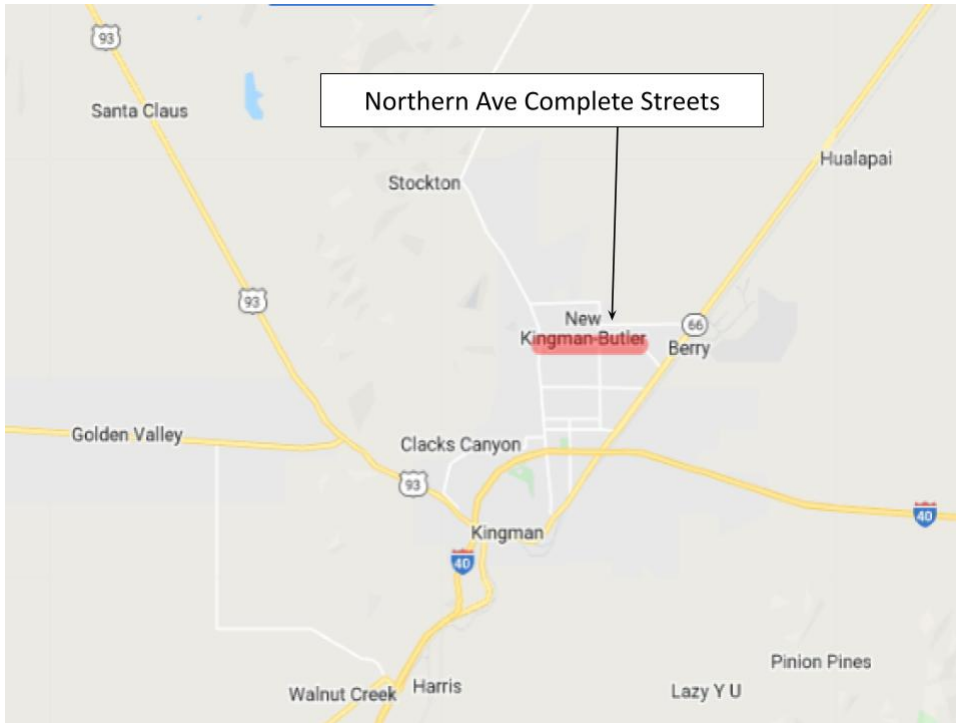 93
Santa Claus
Northern Ave Complete Streets
Hualapai
Stockton
93
New
Kingman-Butler
66
Berry
Golden Valley
Clacks Canyon
93
40
Kingman
40
Pinion Pines
Walnut Creek
Harris
Lazy Y U